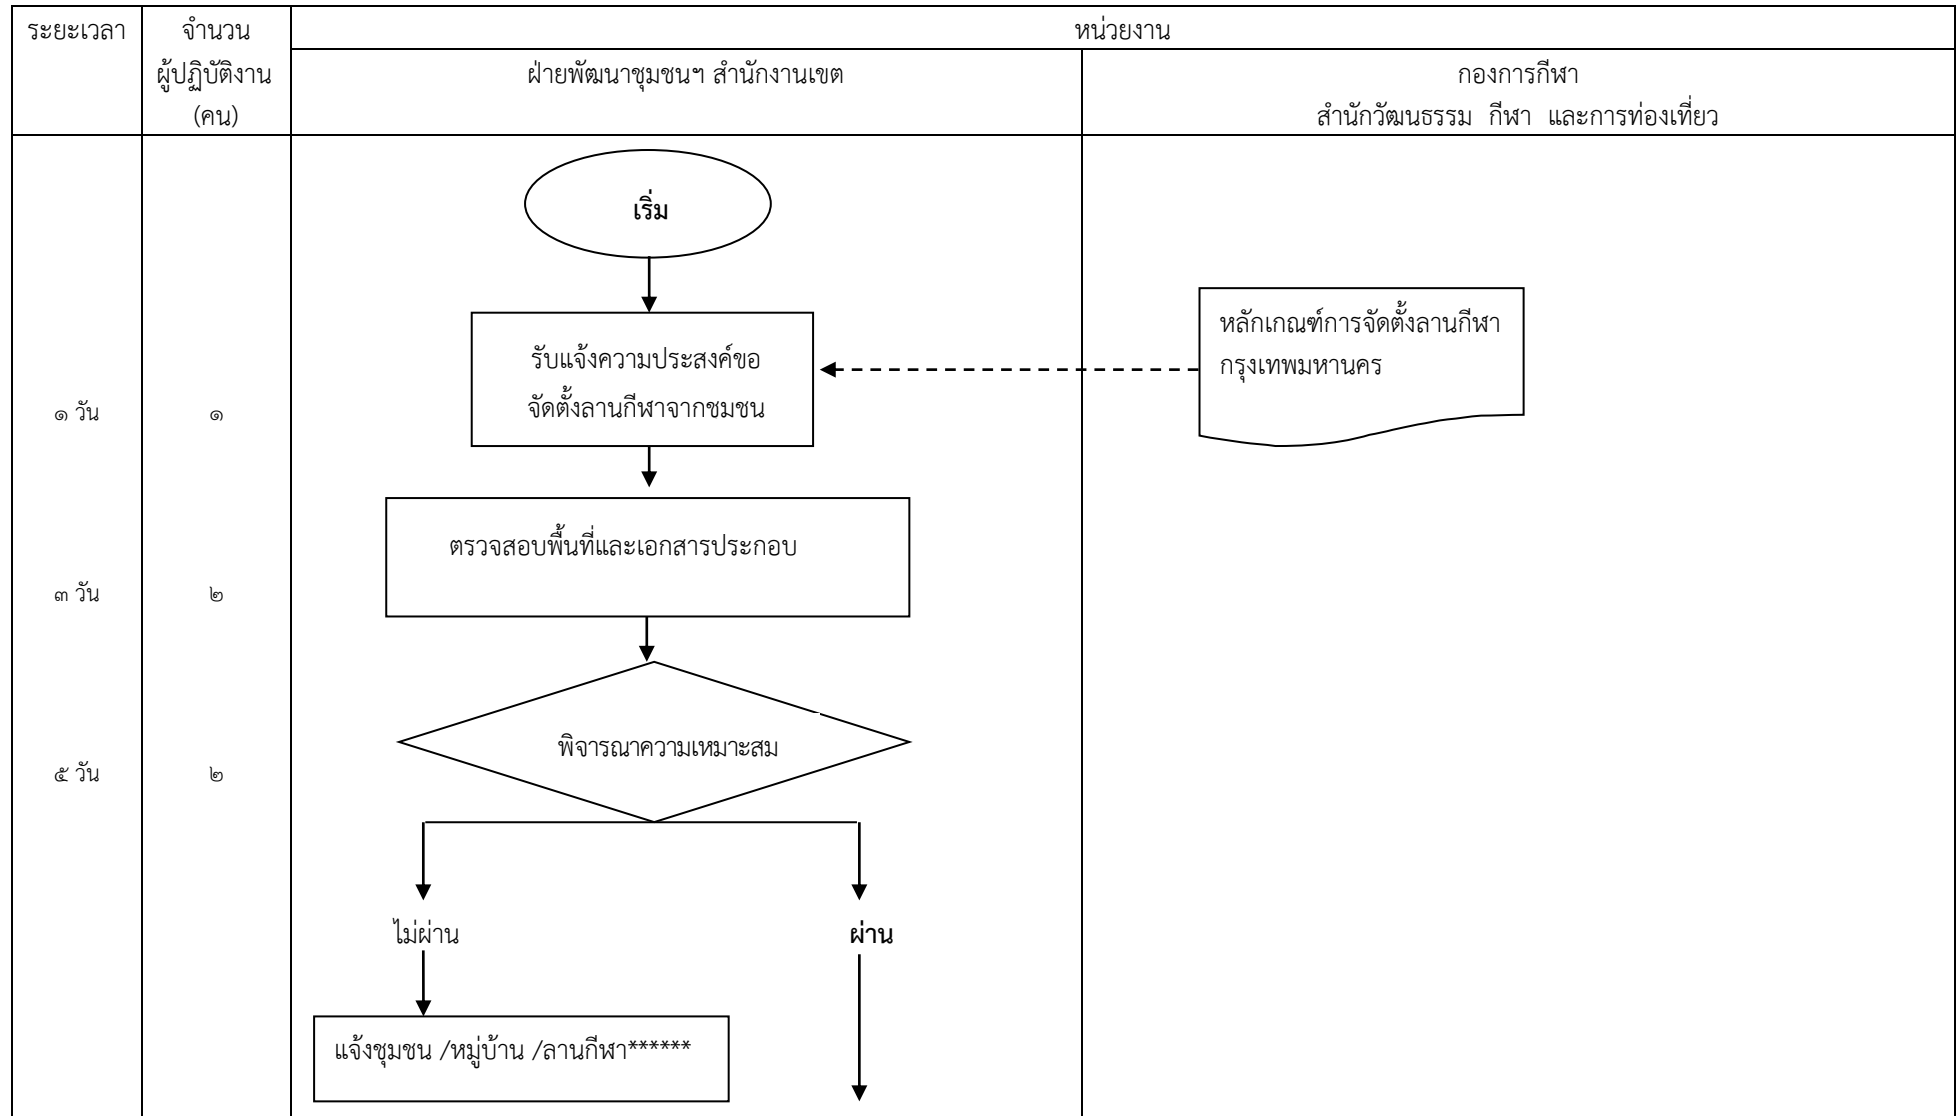 ระยะเวลา
จำนวน
ผู้ปฏิบัติงาน
(คน)
หน่วยงาน
ฝ่ายพัฒนาชุมชนฯ สำนักงานเขต
กองการกีฬา
สำนักวัฒนธรรม กีฬา และการท่องเที่ยว
เริ่ม
หลักเกณฑ์การจัดตั้งลานกีฬา
กรุงเทพมหานคร
รับแจ้งความประสงค์ขอ
จัดตั้งลานกีฬาจากชมชน
๑ วัน
๑
ตรวจสอบพื้นที่และเอกสารประกอบ
๓ วัน
๒
พิจารณาความเหมาะสม
๕ วัน
๒
ไม่ผ่าน
ผ่าน
แจ้งชุมชน /หมู่บ้าน /ลานกีฬา******